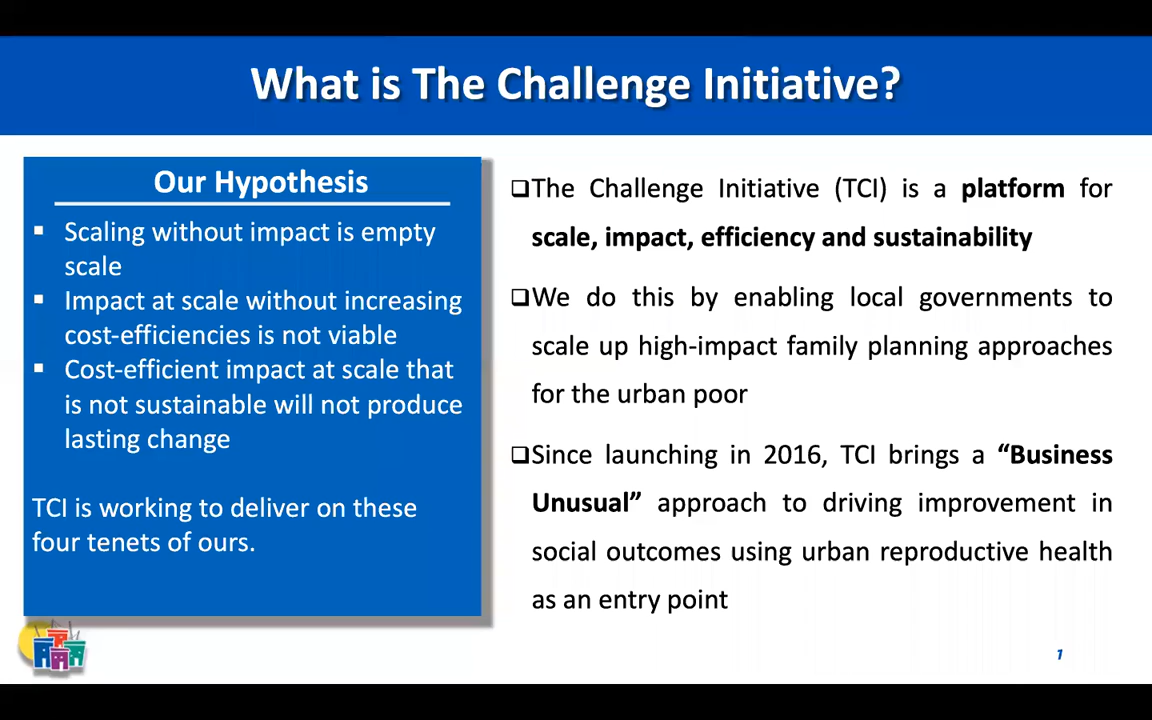 What is The Challenge Initiative?
Our Hypothesis
▪ Scaling without impact is empty
scale
▪ Impact at scale without increasing
cost-efficiencies is not viable
▪ Cost-efficient impact at scale that
is not sustainable will not produce
lasting change
TCI is working to deliver on these
four tenets of ours.
❑The Challenge Initiative (TCI) is a platform for
scale, impact, efficiency and sustainability
❑We do this by enabling local governments to
scale up high-impact family planning approaches
for the urban poor
❑Since launching in 2016, TCI brings a “Business
Unusual” approach to driving improvement in
social outcomes using urban reproductive health
as an entry point
1